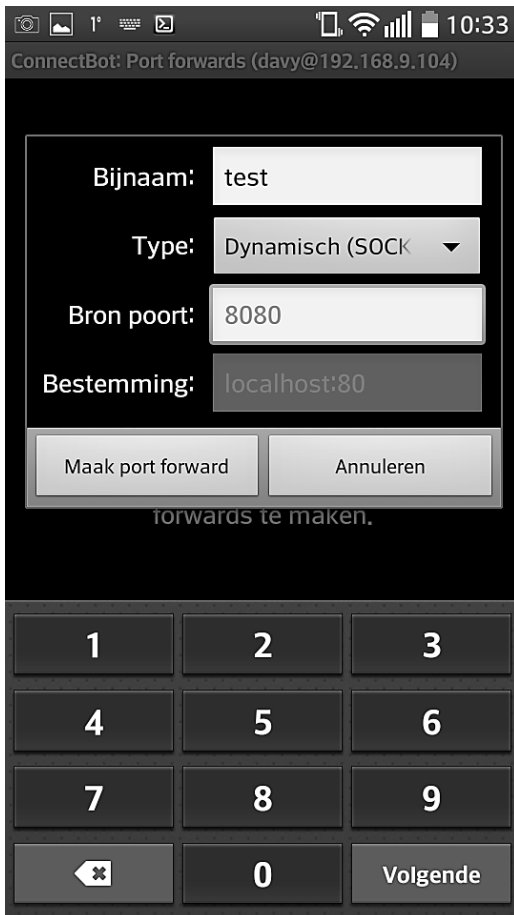 1° 10:33
ConnectBot: Port forwards (davy@192.168.9.104)
Bijnaam: test
Type: Dynamisch (SOCK
Bron poort: 8080
Bestemming: localhost:80
Maak port forward Annuleren
forwards te maken.
1 2 3
4 5 6
7 8 9
0 Volgende